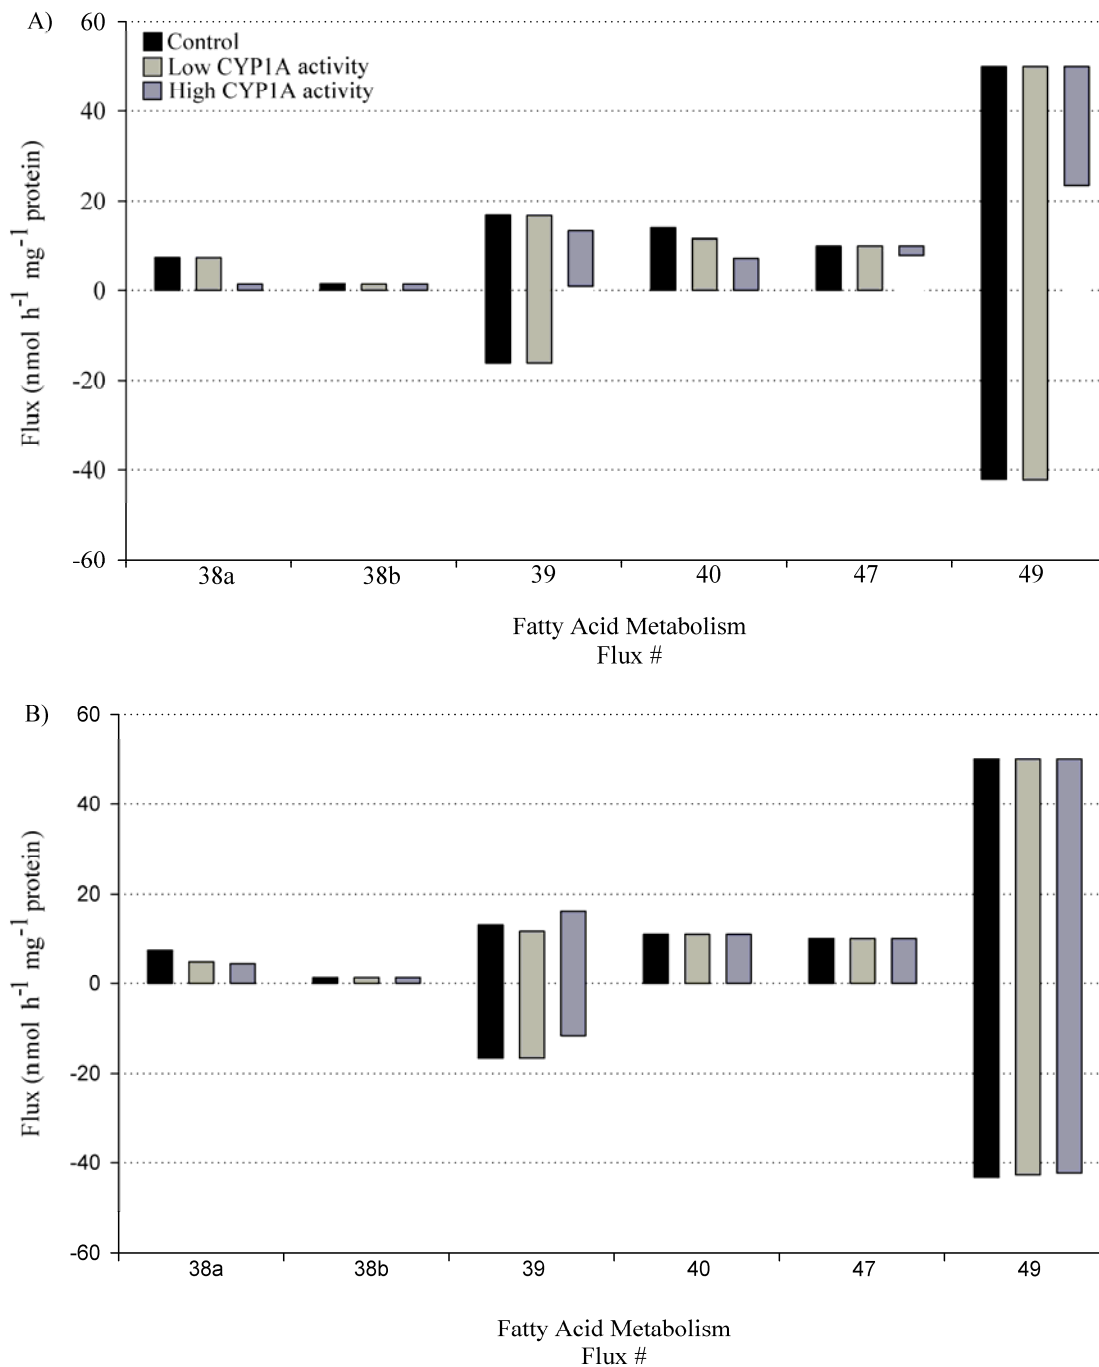 A)
60
Control
Low CYP1A activity
High CYP1A activity
40
20
0
-20
-40
-60
Flux (nmol h-1 mg-1 protein)
38a 38b 39 40 47 49
Fatty Acid Metabolism
Flux #
B)
60
40
20
0
-20
-40
-60
Flux (nmol h-1 mg-1 protein)
38a 38b 39 40 47 49
Fatty Acid Metabolism
Flux #